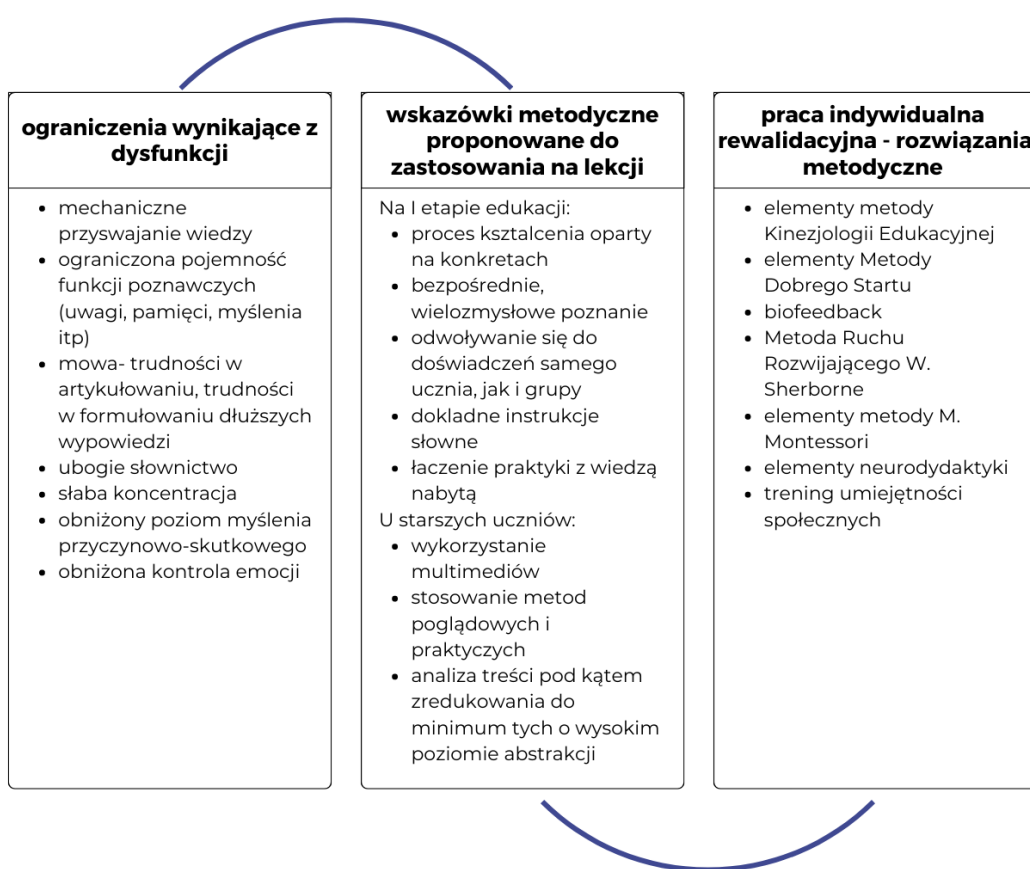 ograniczenia wynikające z
dysfunkcji
mechaniczne
przyswajanie wiedzy
ograniczona pojemność
funkcji poznawczych
(uwagi, pamięci, myślenia
itp)
mowa- trudności w
artykułowaniu, trudności
w formułowaniu dłuższych
wypowiedzi
ubogie słownictwo
słaba koncentracja
obniżony poziom myślenia
przyczynowo-skutkowego
obniżona kontrola emocji
wskazówki metodyczne
proponowane do
zastosowania na lekcji
Na I etapie edukacji:
proces ksztalcenia oparty
na konkretach
bezpośrednie,
wielozmysłowe poznanie
odwoływanie się do
doświadczeń samego
ucznia, jak i grupy
dokladne instrukcje
słowne
łaczenie praktyki z wiedzą
nabytą
U starszych uczniów:
wykorzystanie
multimediów
stosowanie metod
poglądowych i
praktycznych
analiza treści pod kątem
zredukowania do
minimum tych o wysokim
poziomie abstrakcji
praca indywidualna
rewalidacyjna - rozwiązania
metodyczne
elementy metody
Kinezjologii Edukacyjnej
elementy Metody
Dobrego Startu
biofeedback
Metoda Ruchu
Rozwijającego W.
Sherborne
elementy metody M.
Montessori
elementy neurodydaktyki
trening umiejętności
społecznych